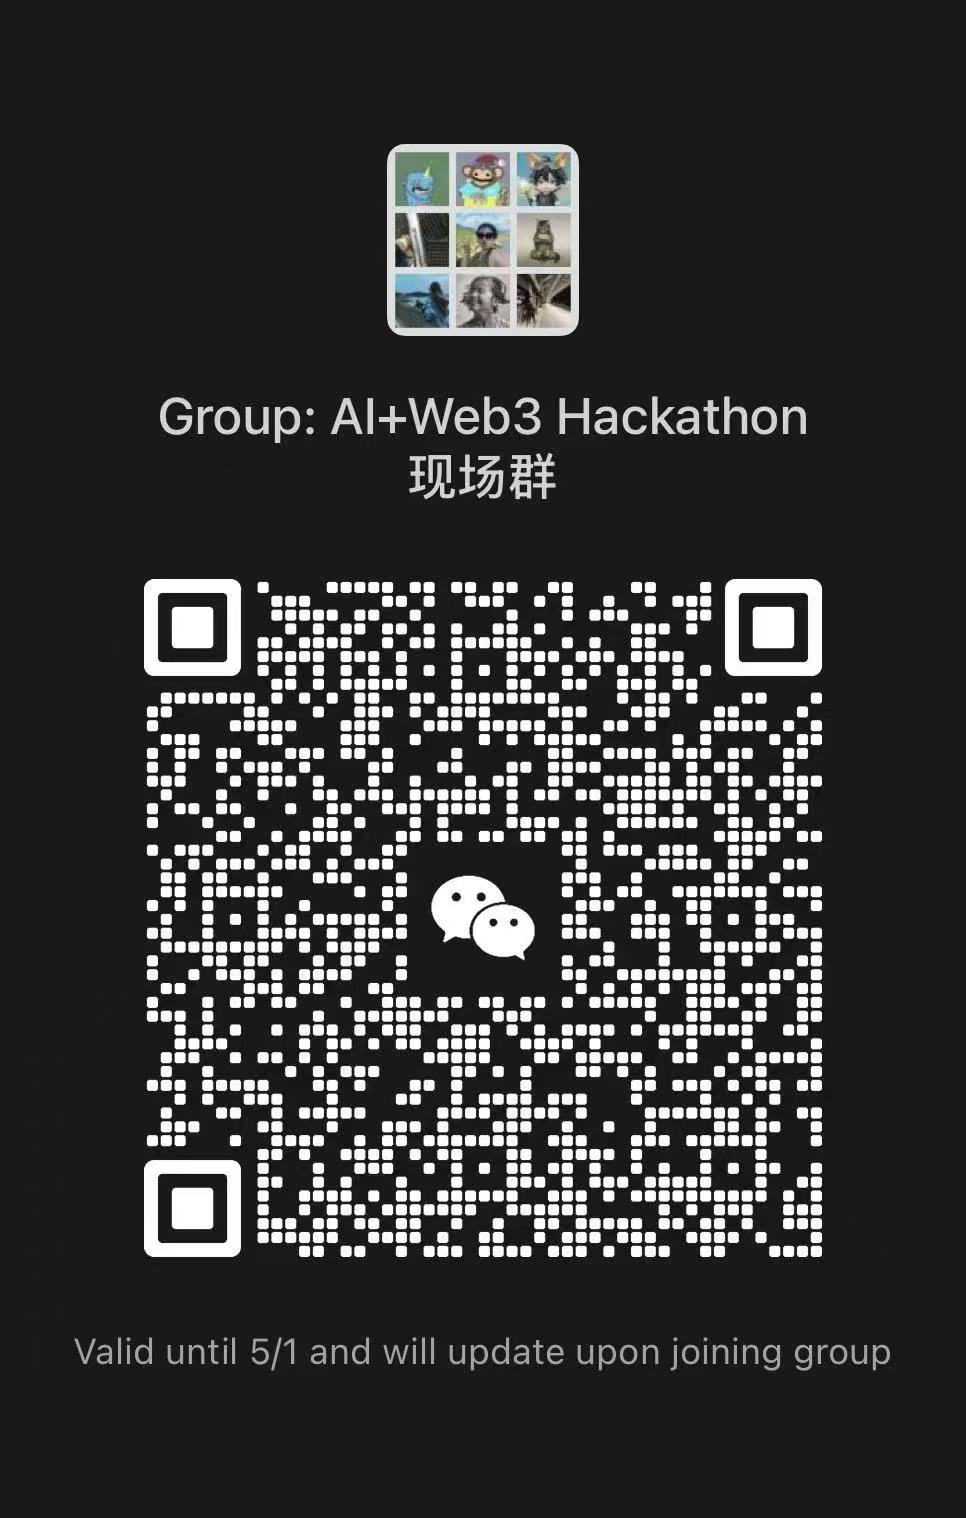 Group: AI+Web3 Hackathon
现场群
Valid until 5/1 and will update upon joining group